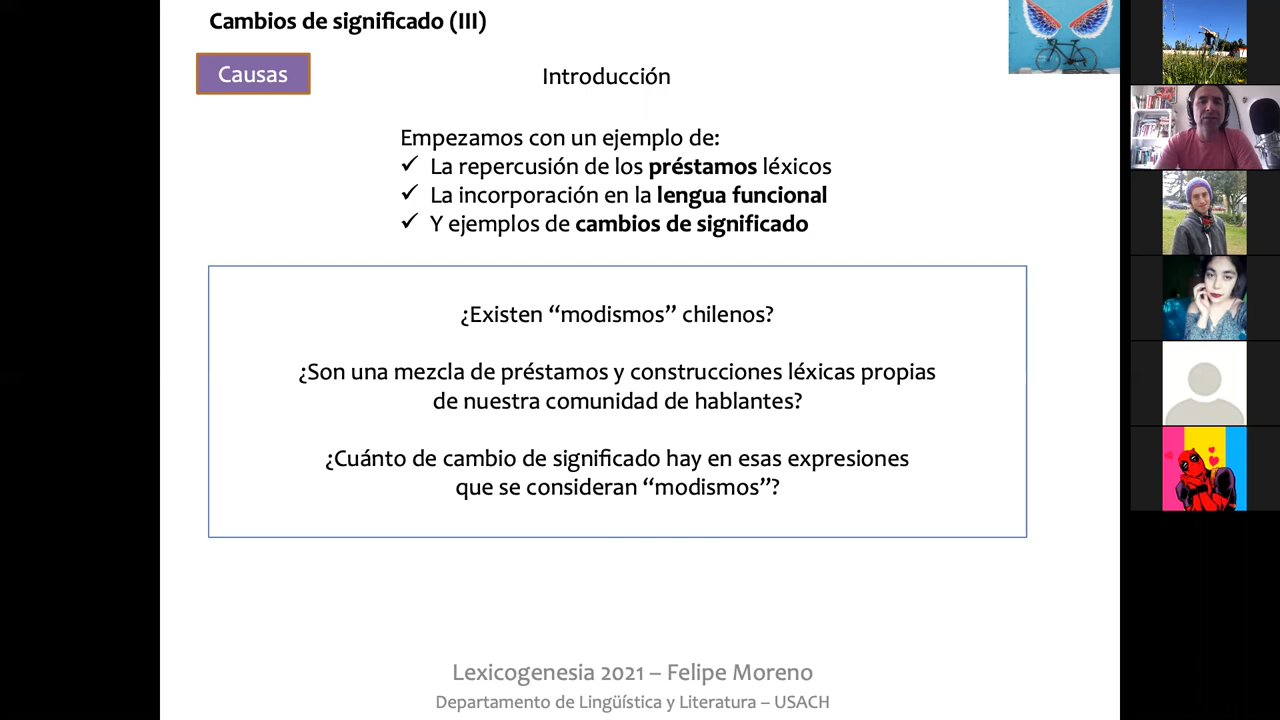 Cambios de significado (III)
Causas
Introducción
Empezamos con un ejemplo de:
✓ La repercusión de los préstamos léxicos
✓ La incorporación en la lengua funcional
✓ Y ejemplos de cambios de significado
¿Existen “modismos” chilenos?
¿Son una mezcla de préstamos y construcciones léxicas propias
de nuestra comunidad de hablantes?
¿Cuánto de cambio de significado hay en esas expresiones
que se consideran “modismos”?
Lexicogenesia 2021 – Felipe Moreno
Departamento de Lingüística y Literatura – USACH